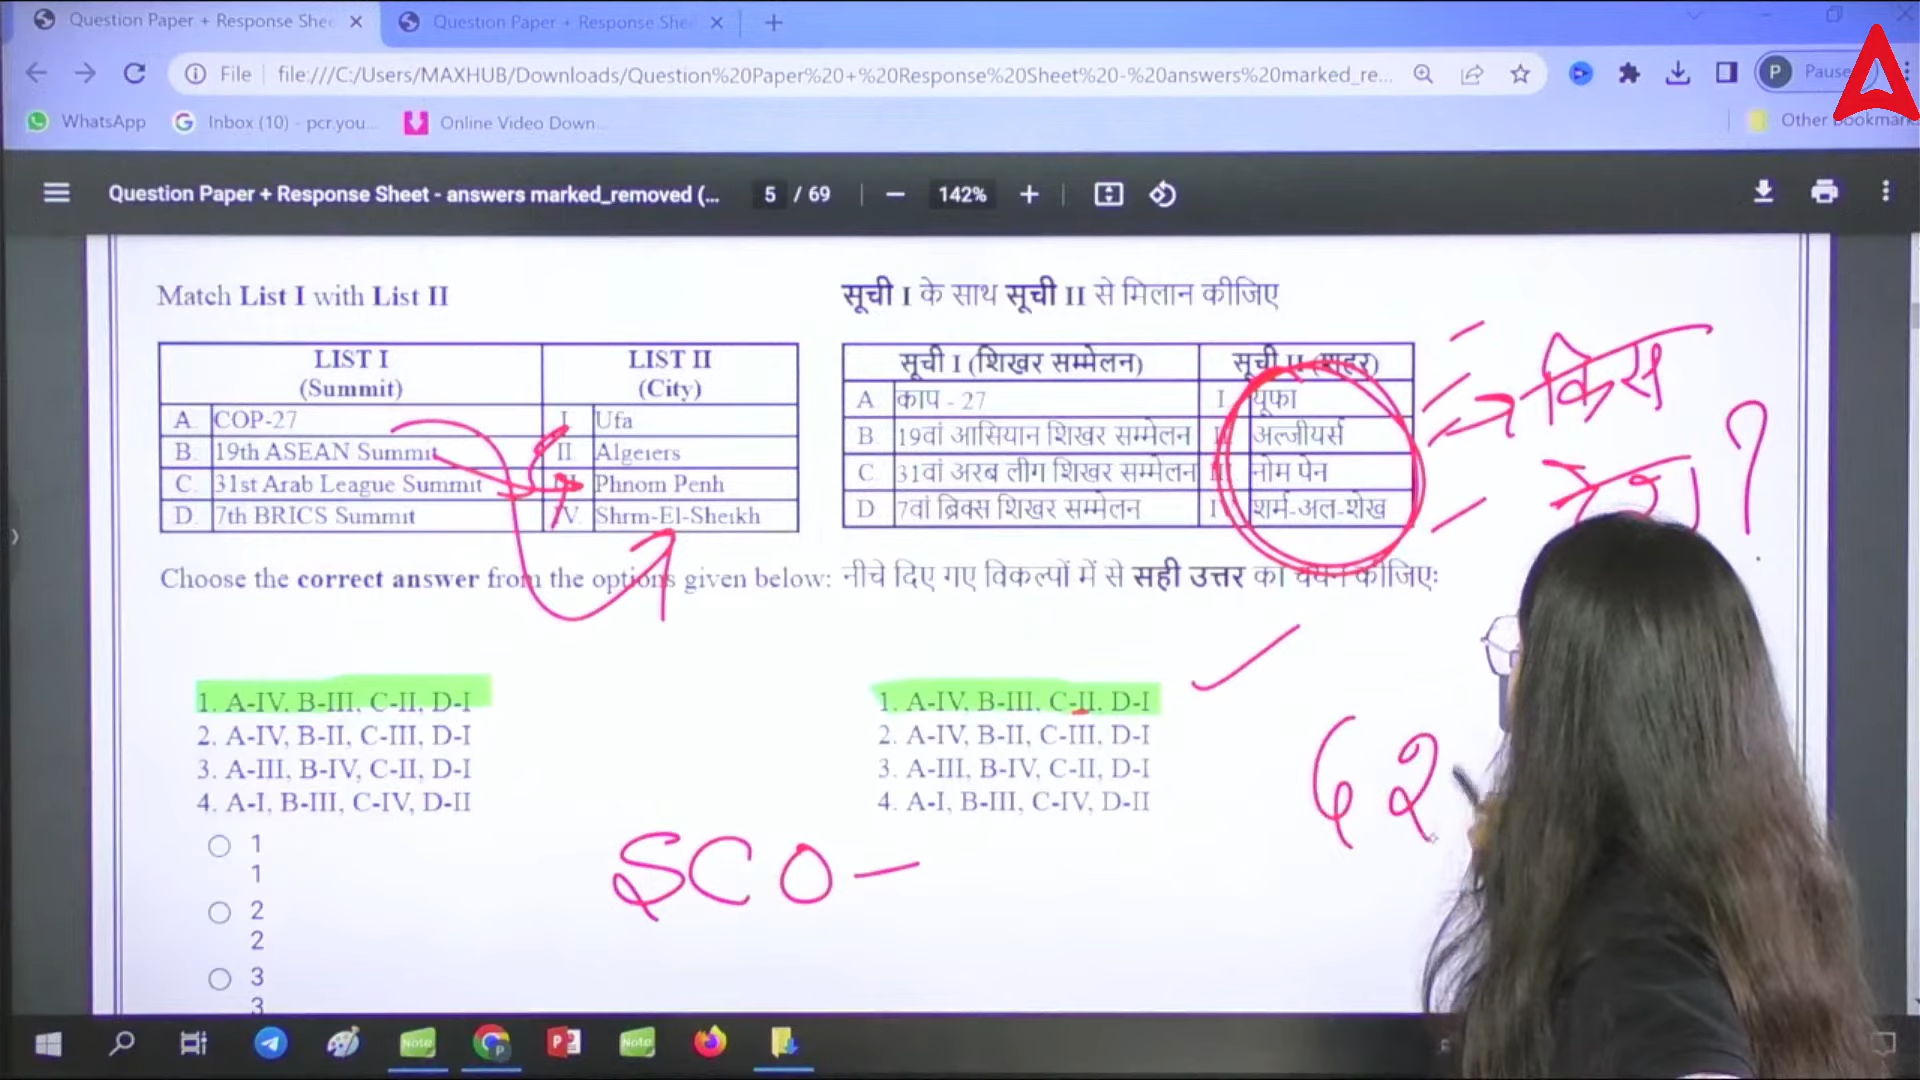 Question Paper + Response She
Question Paper + Response She
File
file:///C:/Users/MAXHUB/Downloads/Question%20Paper%20+%20Response%20Sheet%20-%20answers%20marked_re...
P
Pause
WhatsApp
Inbox (10) - pcr.you...
Online Video Down...
Other Bookmark
Question Paper + Response Sheet - answers marked_removed (...
5 / 69
142%
Match List I with List II
LIST I LIST II
(Summit) (City)
A. COP-27 I. Ufa
B. 19th ASEAN Summit II. Algeiers
C. 31st Arab League Summit III. Phnom Penh
D. 7th BRICS Summit IV. Shrm-El-Sheikh
Choose the correct answer from the options given below:
1. A-IV, B-III, C-II, D-I
2. A-IV, B-II, C-III, D-I
3. A-III, B-IV, C-II, D-I
4. A-I, B-III, C-IV, D-II
1
1
2
2
3
3
सूची I के साथ सूची II से मिलान कीजिए
सूची I (शिखर सम्मेलन) सूची II (शहर)
A काप - 27 I. यूफा
B. 19वां आसियान शिखर सम्मेलन II. अल्जीयर्स
C. 31वां अरब लीग शिखर सम्मेलन III. नोम पेन
D 7वां ब्रिक्स शिखर सम्मेलन IV. शर्म-अल-शेख
नीचे दिए गए विकल्पों में से सही उत्तर का चयन कीजिए:
1. A-IV, B-III, C-II, D-I
2. A-IV, B-II, C-III, D-I
3. A-III, B-IV, C-II, D-I
4. A-I, B-III, C-IV, D-II
किस
देश ?
62
SCO –
Note
Note